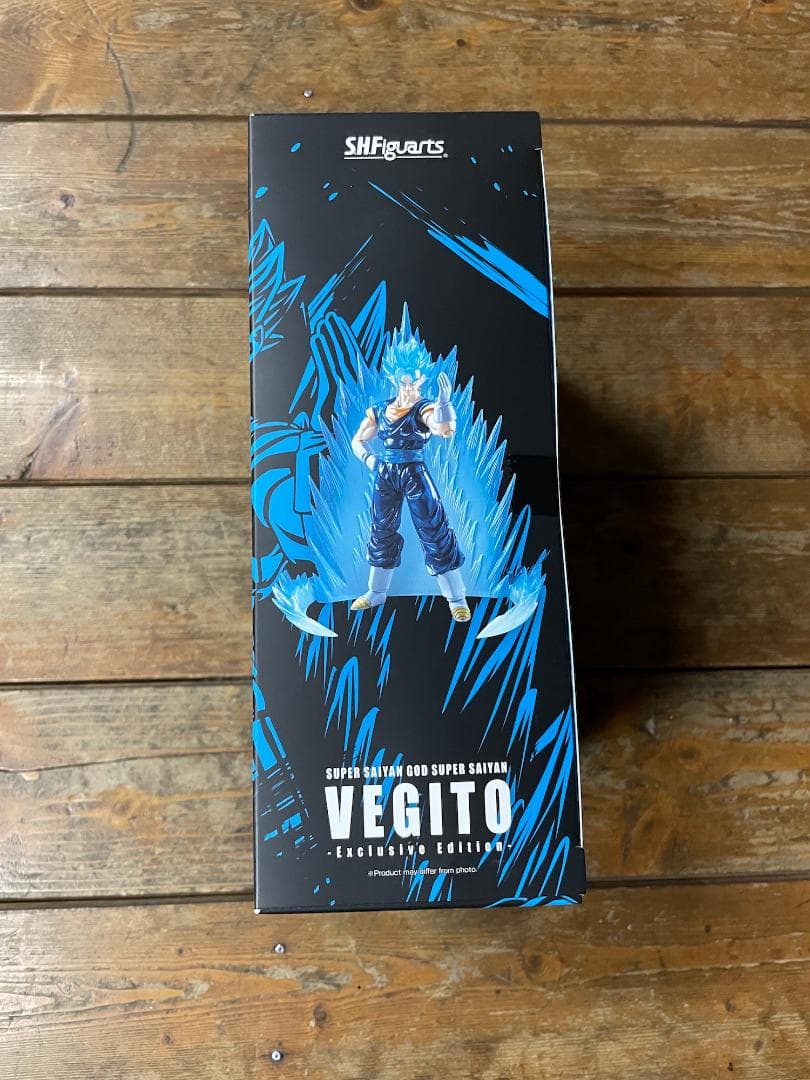 S.H.Figuarts®
SUPER SAIYAN GOD SUPER SAIYAN
VEGITO
-Exclusive Edition-
※Product may differ from photo.